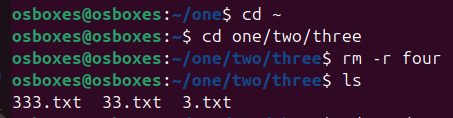 osboxes@osboxes:~/one$ cd ~
osboxes@osboxes:~$ cd one/two/three
osboxes@osboxes:~/one/two/three$ rm -r four
osboxes@osboxes:~/one/two/three$ ls
333.txt  33.txt  3.txt